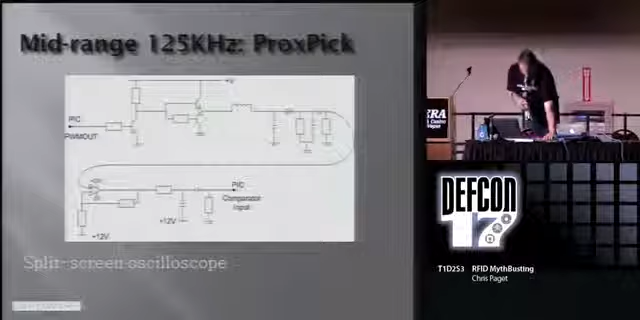 Mid-range 125KHz: ProxPick
PIC
PWMOUT
PIC
Comparator
Input
+12V
+12V
Split-screen oscilloscope
DEFCON
17
T1D253 RFID MythBusting
Chris Paget